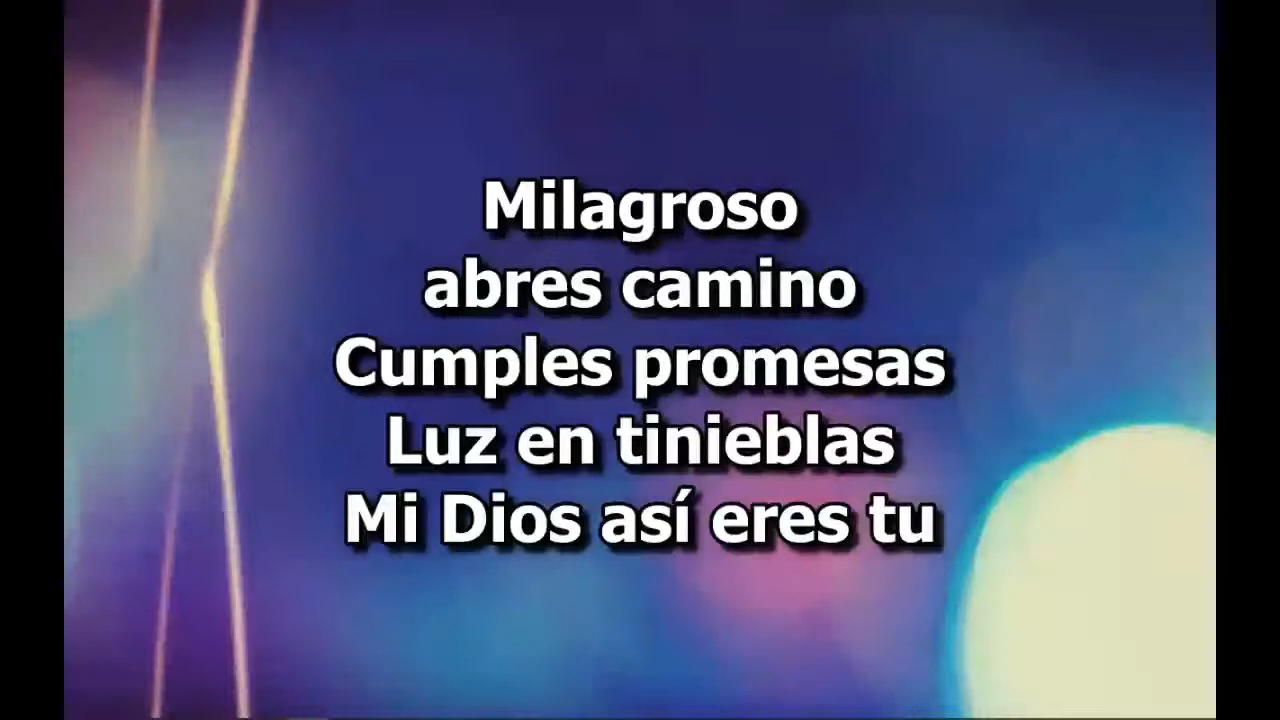 Milagroso
abres camino
Cumples promesas
Luz en tinieblas
Mi Dios así eres tu